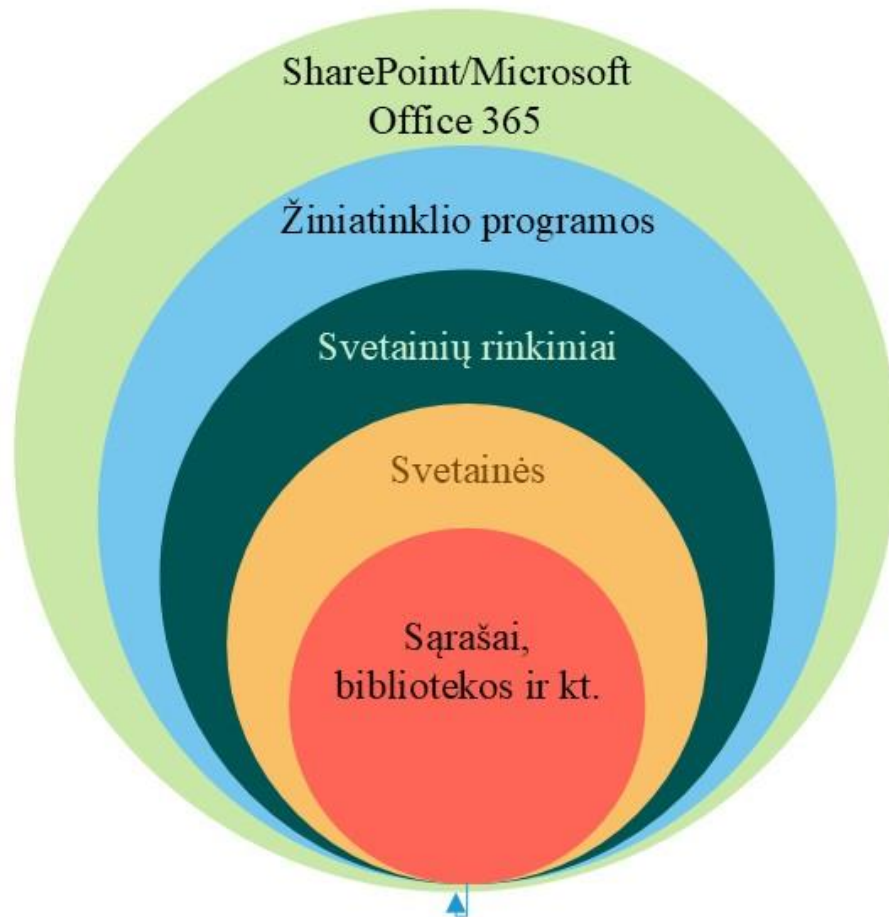 SharePoint/Microsoft
Office 365
Žiniatinklio programos
Svetainių rinkiniai
Svetainės
Sąrašai,
bibliotekos ir kt.